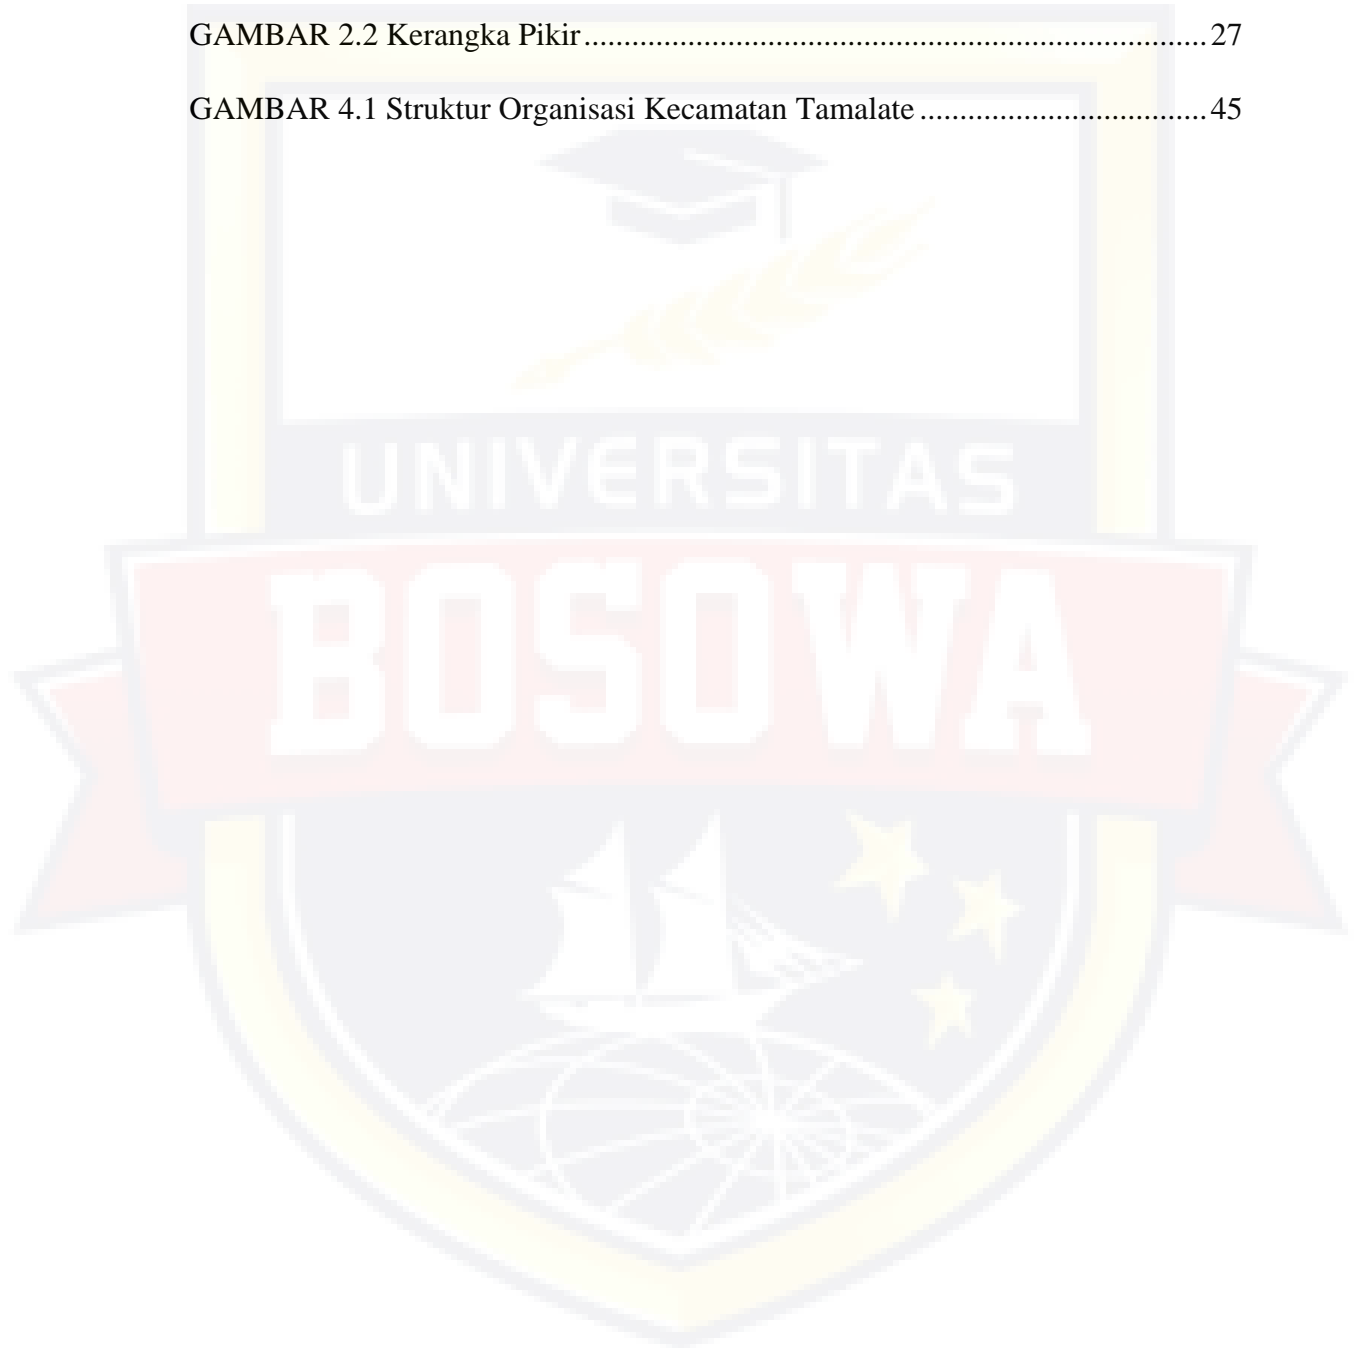 GAMBAR 2.2 Kerangka Pikir...............................................................................27
GAMBAR 4.1 Struktur Organisasi Kecamatan Tamalate....................................45
UNIVERSITAS
BOSOWA